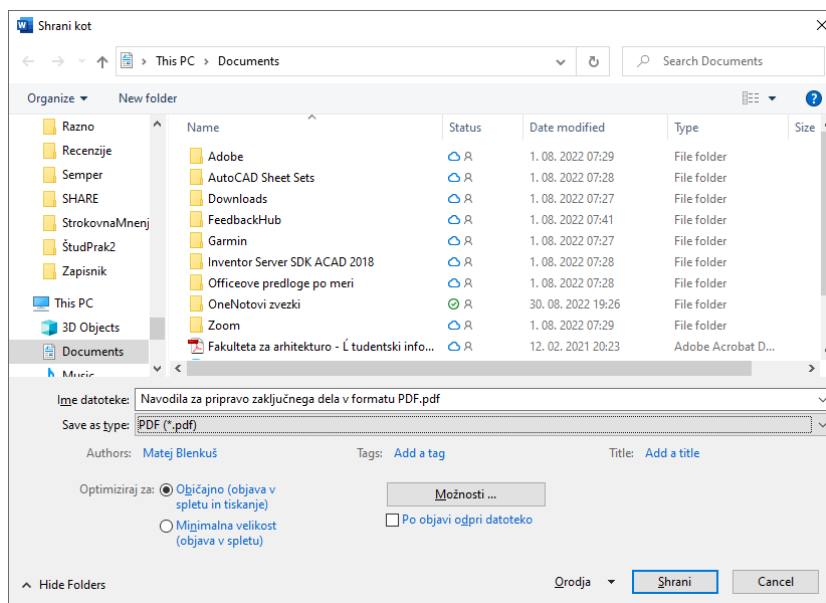 Shrani kot
This PC > Documents
Search Documents
Organize
New folder
Name Status Date modified Type Size
Razno
Recenzije
Semper
SHARE
StrokovnaMnenj
ŠtudPrak2
Zapisnik
This PC
3D Objects
Documents
Music
Adobe 1. 08. 2022 07:29 File folder
AutoCAD Sheet Sets 1. 08. 2022 07:28 File folder
Downloads 1. 08. 2022 07:27 File folder
FeedbackHub 1. 08. 2022 07:41 File folder
Garmin 1. 08. 2022 07:27 File folder
Inventor Server SDK ACAD 2018 1. 08. 2022 07:28 File folder
Officeove predloge po meri 1. 08. 2022 07:28 File folder
OneNotovi zvezki 30. 08. 2022 19:26 File folder
Zoom 1. 08. 2022 07:29 File folder
Fakulteta za arhitekturo - Ĺ tudentski info... 12. 02. 2021 20:23 Adobe Acrobat D...
Ime datoteke: Navodila za pripravo zaključnega dela v formatu PDF.pdf
Save as type: PDF (*.pdf)
Authors: Matej Blenkuš Tags: Add a tag Title: Add a title
Optimiziraj za: Običajno (objava v
spletu in tiskanje)
Minimalna velikost
(objava v spletu)
Možnosti ...
Po objavi odpri datoteko
Hide Folders
Orodja
Shrani
Cancel